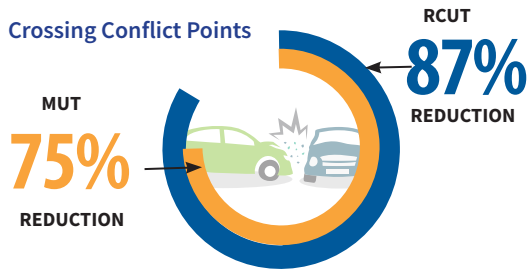 Crossing Conflict Points
RCUT
87%
REDUCTION
MUT
75%
REDUCTION